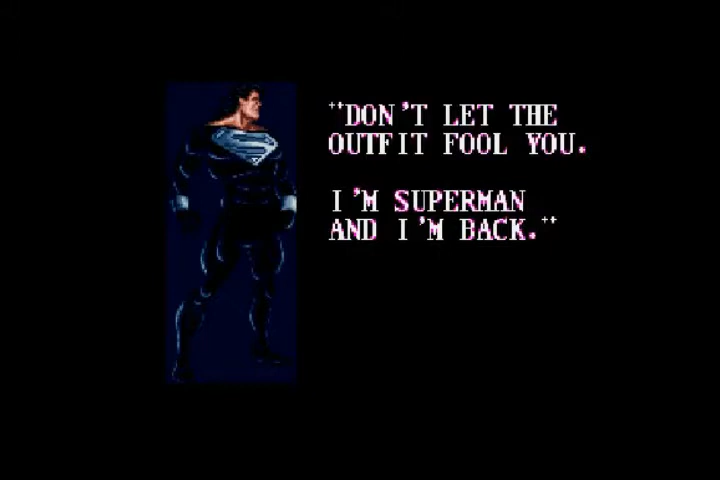 "DON'T LET THE
OUTFIT FOOL YOU.
I'M SUPERMAN
AND I'M BACK."